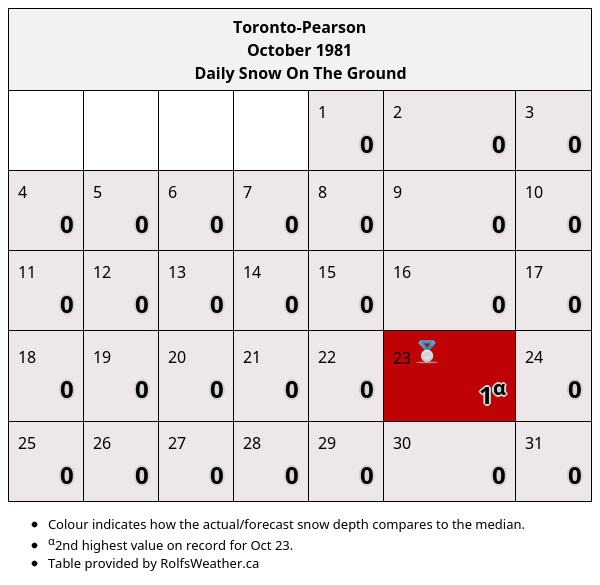 Toronto-Pearson
October 1981
Daily Snow On The Ground
1 2 3
0 0 0
4 5 6 7 8 9 10
0 0 0 0 0 0 0
11 12 13 14 15 16 17
0 0 0 0 0 0 0
18 19 20 21 22 23 24
0 0 0 0 0 1α 0
25 26 27 28 29 30 31
0 0 0 0 0 0 0
Colour indicates how the actual/forecast snow depth compares to the median.
α2nd highest value on record for Oct 23.
Table provided by RolfsWeather.ca